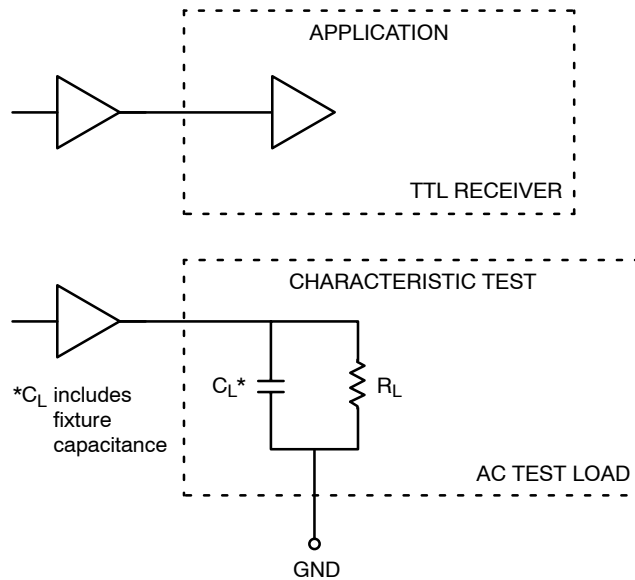 APPLICATION
TTL RECEIVER
CHARACTERISTIC TEST
*CL includes
fixture
capacitance
CL*
RL
AC TEST LOAD
GND